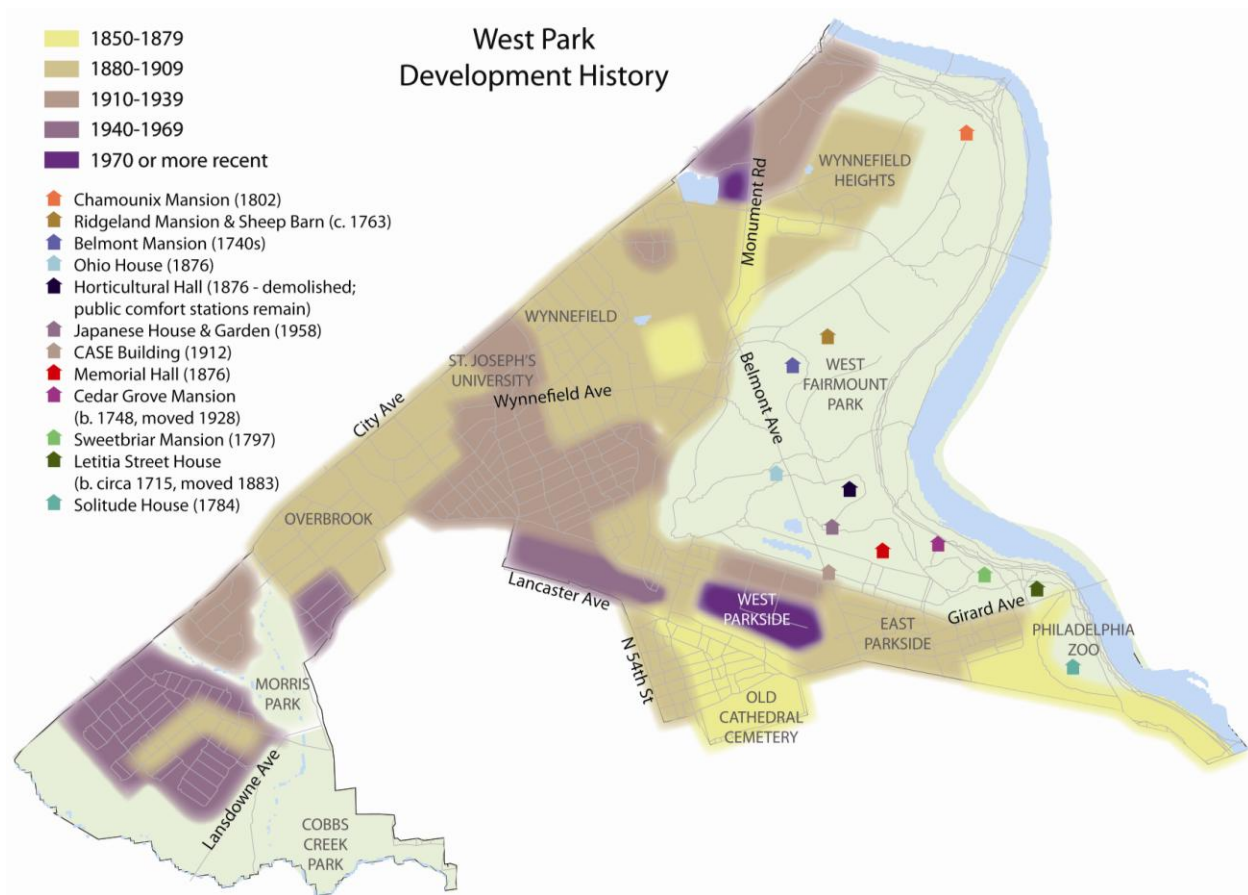 West Park
Development History
1850-1879
1880-1909
1910-1939
1940-1969
1970 or more recent
Chamounix Mansion (1802)
Ridgeland Mansion & Sheep Barn (c. 1763)
Belmont Mansion (1740s)
Ohio House (1876)
Horticultural Hall (1876 - demolished;
public comfort stations remain)
Japanese House & Garden (1958)
CASE Building (1912)
Memorial Hall (1876)
Cedar Grove Mansion
(b. 1748, moved 1928)
Sweetbriar Mansion (1797)
Letitia Street House
(b. circa 1715, moved 1883)
Solitude House (1784)
WYNNEFIELD
HEIGHTS
Monument Rd
WYNNEFIELD
ST. JOSEPH'S
UNIVERSITY
Wynnefield Ave
City Ave
Belmont Ave
WEST
FAIRMOUNT
PARK
OVERBROOK
Lancaster Ave
WEST
PARKSIDE
EAST
PARKSIDE
Girard Ave
PHILADELPHIA
ZOO
N 54th St
OLD
CATHEDRAL
CEMETERY
MORRIS
PARK
Lansdowne Ave
COBBS
CREEK
PARK